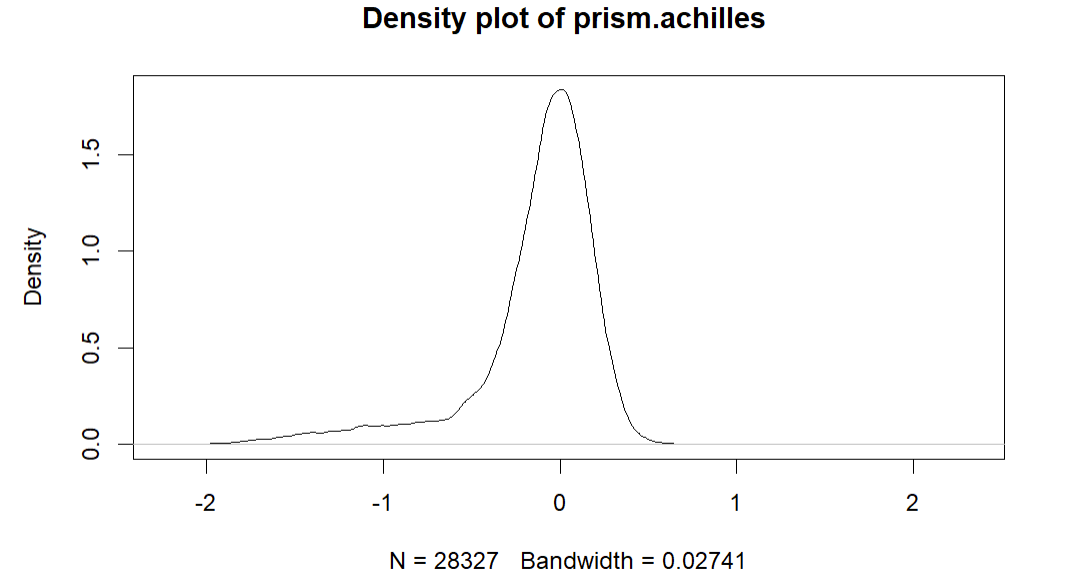 Density plot of prism.achilles
Density
1.5
1.0
0.5
0.0
-2 -1 0 1 2
N = 28327 Bandwidth = 0.02741